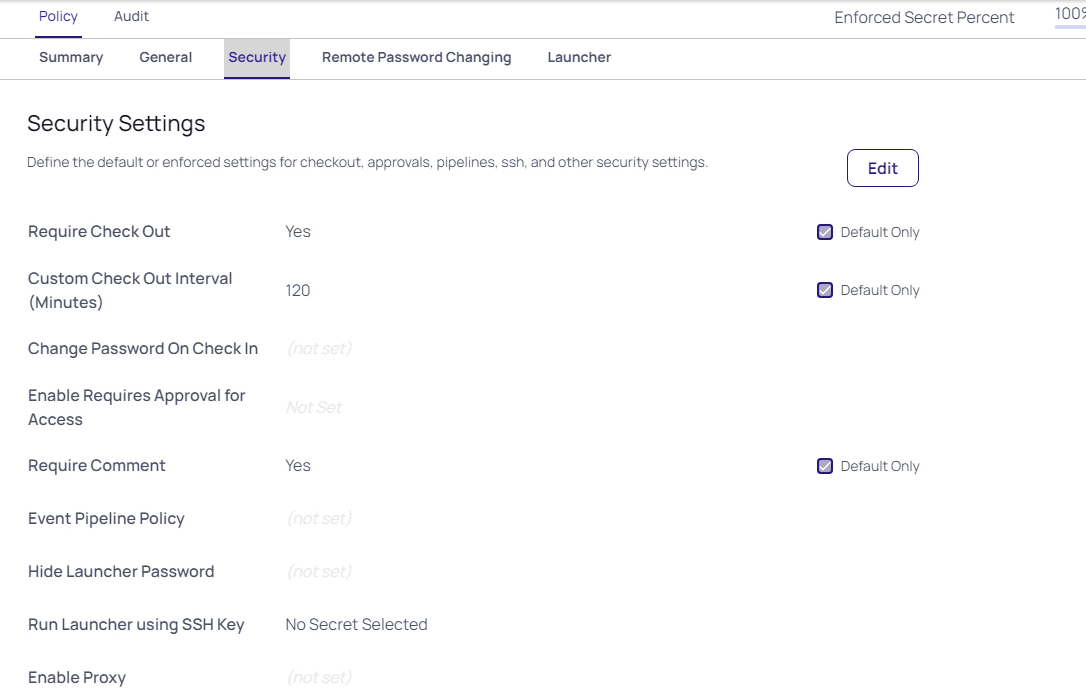 Policy Audit Enforced Secret Percent 100%
Summary General Security Remote Password Changing Launcher
Security Settings
Define the default or enforced settings for checkout, approvals, pipelines, ssh, and other security settings.
Edit
Require Check Out Yes Default Only
Custom Check Out Interval
(Minutes) 120 Default Only
Change Password On Check In (not set)
Enable Requires Approval for
Access Not Set
Require Comment Yes Default Only
Event Pipeline Policy (not set)
Hide Launcher Password (not set)
Run Launcher using SSH Key No Secret Selected
Enable Proxy (not set)